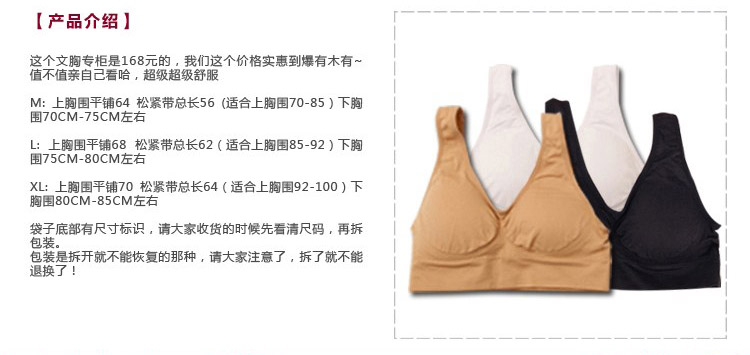 【产品介绍】
这个文胸专柜是168元的，我们这个价格实惠到爆有木有~
值不值亲自己看哈，超级超级舒服
M: 上胸围平铺64 松紧带总长56 (适合上胸围70-85 ) 下胸
围70CM-75CM左右
L: 上胸围平铺68 松紧带总长62 ( 适合上胸围85-92 ) 下胸
围75CM-80CM左右
XL: 上胸围平铺70 松紧带总长64 ( 适合上胸围92-100 ) 下
胸围80CM-85CM左右
袋子底部有尺寸标识，请大家收货的时候先看清尺码，再拆
包装。
包装是拆开就不能恢复的那种，请大家注意了，拆了就不能
退换了！